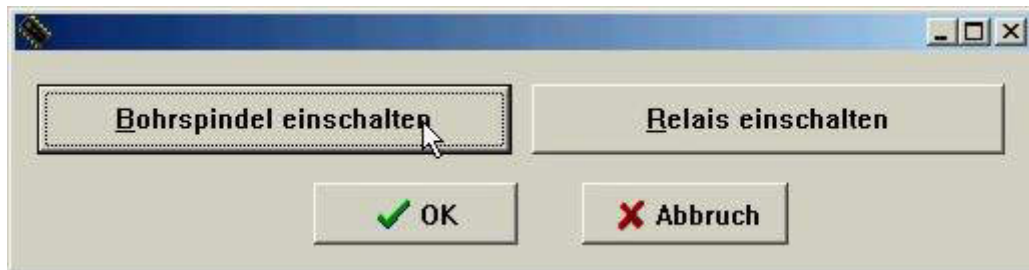 Bohrspindel einschalten
Relais einschalten
OK
Abbruch